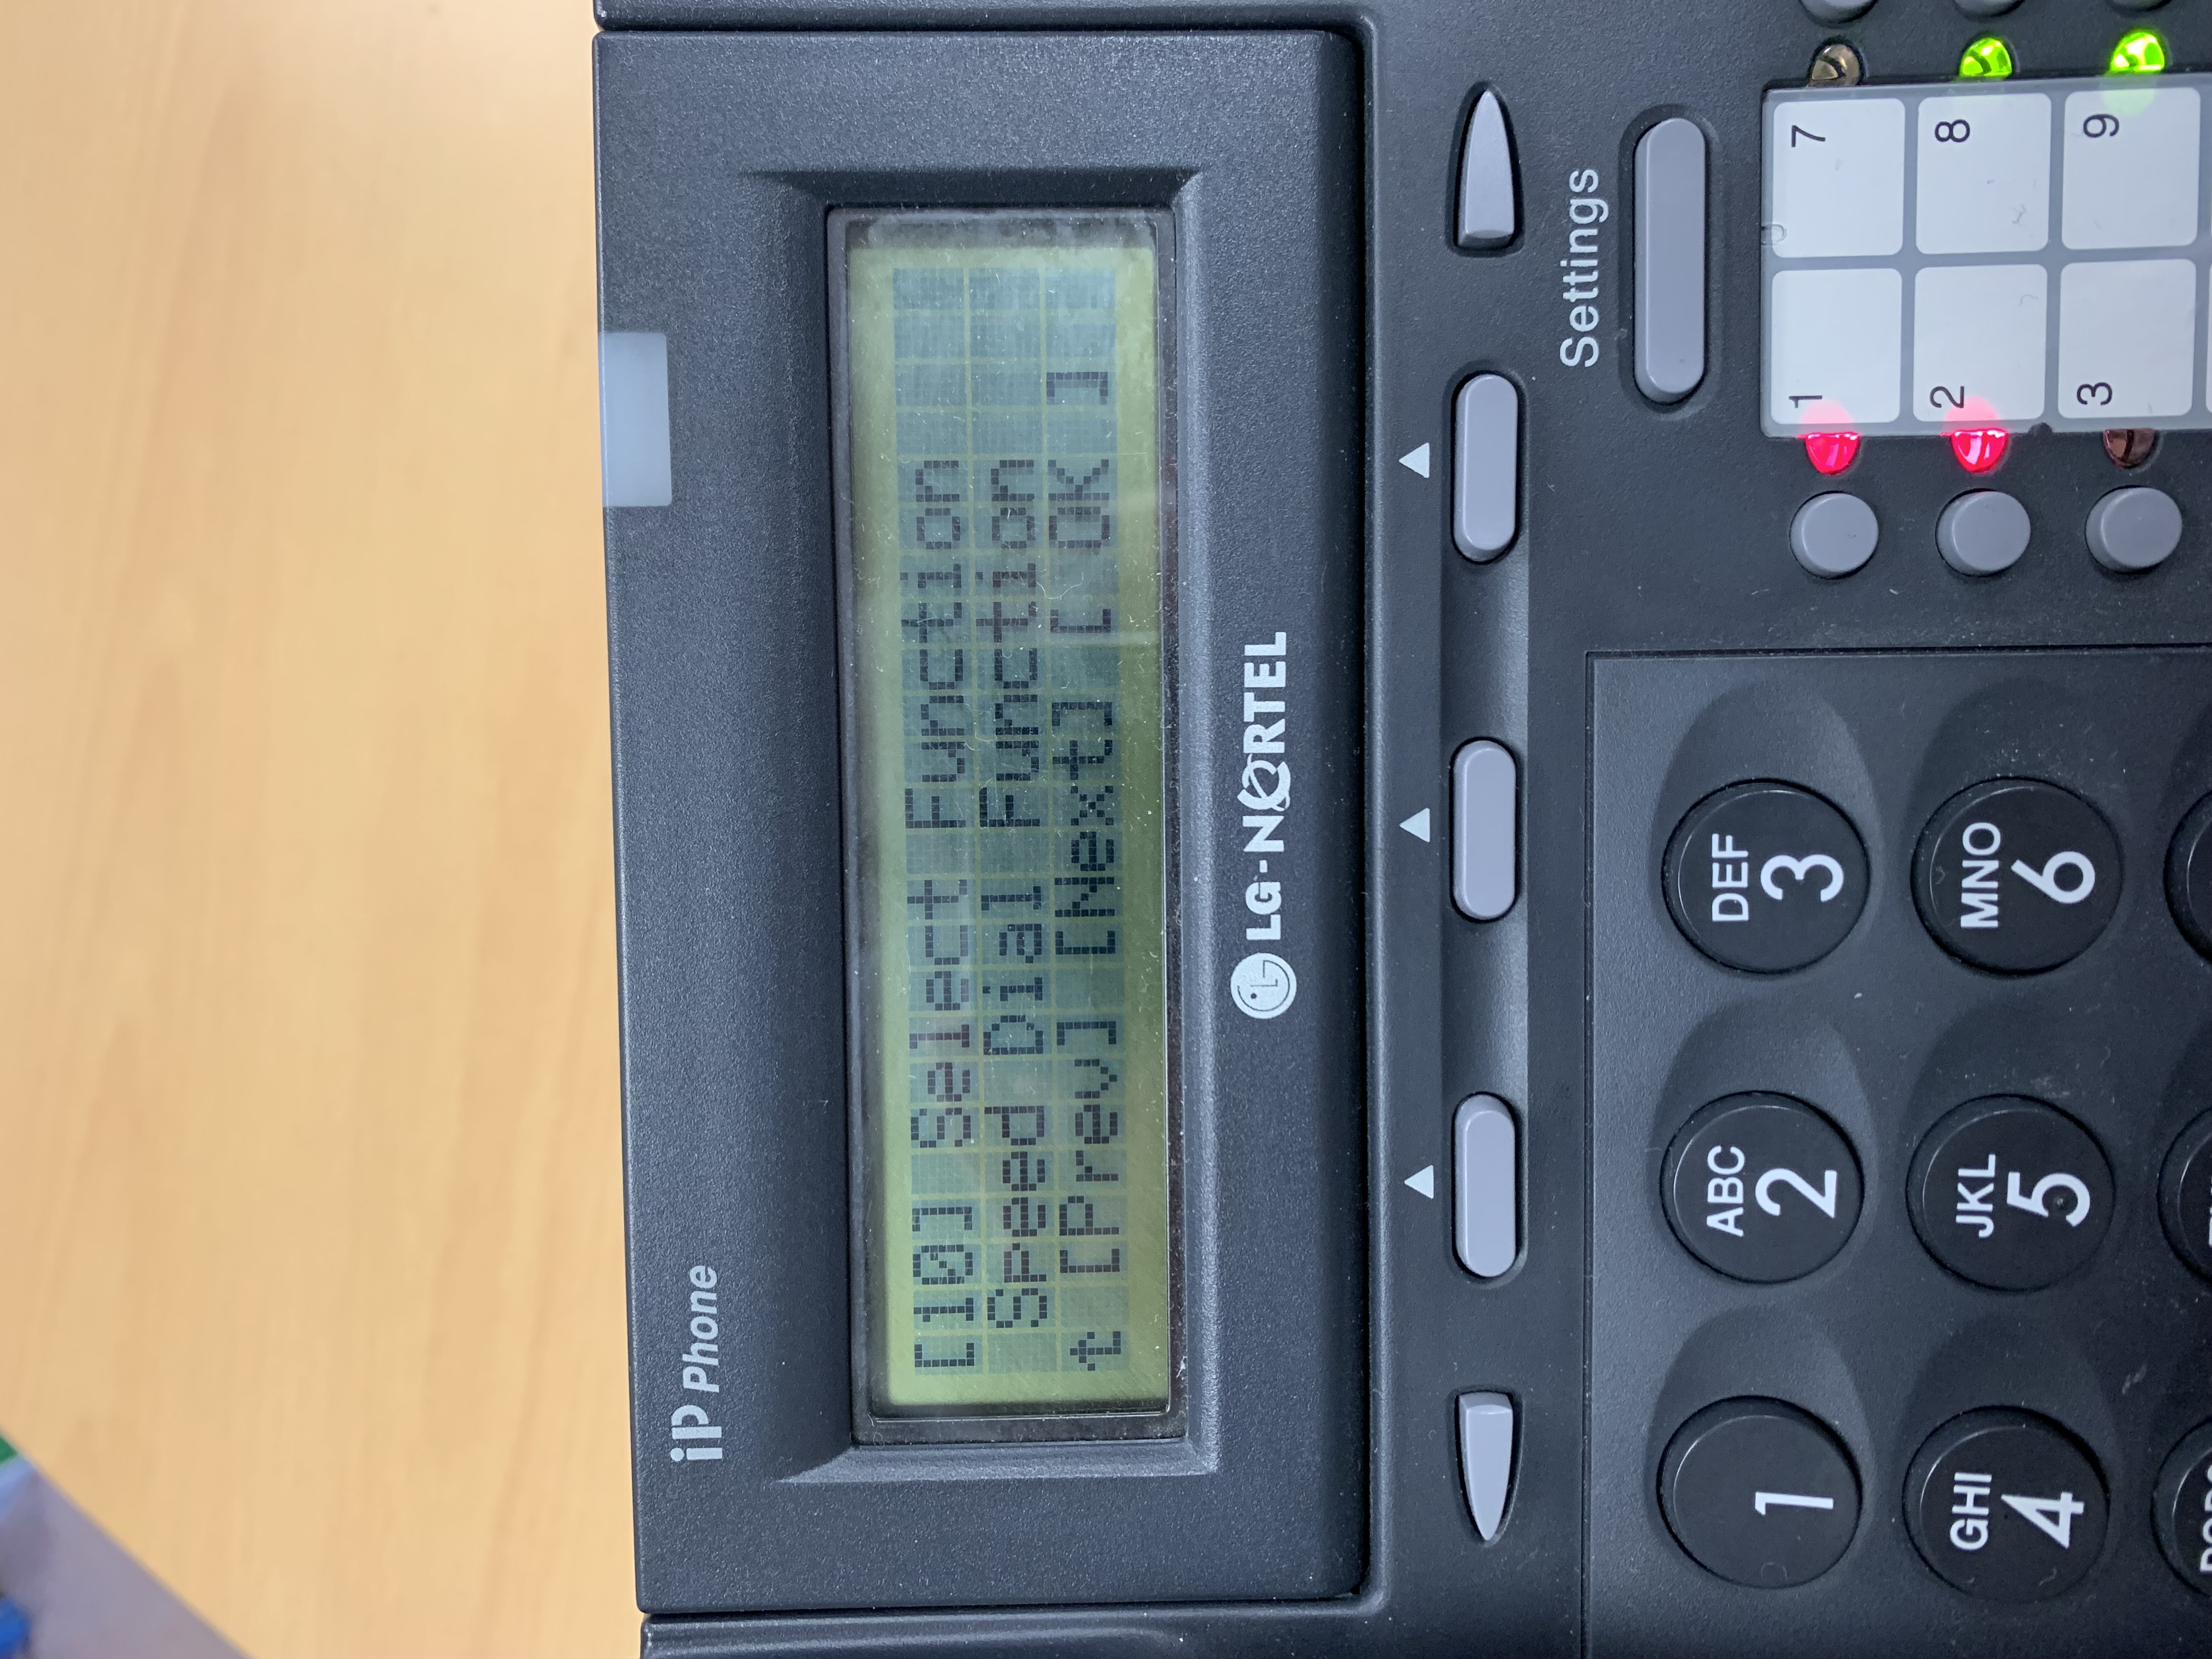 iP Phone
[10] Select Function
Speed Dial Function
↑ [Prev] [Next] [ OK ]
LG-NORTEL
Settings
1
ABC
2
DEF
3
GHI
4
JKL
5
MNO
6
1 7
2 8
3 9